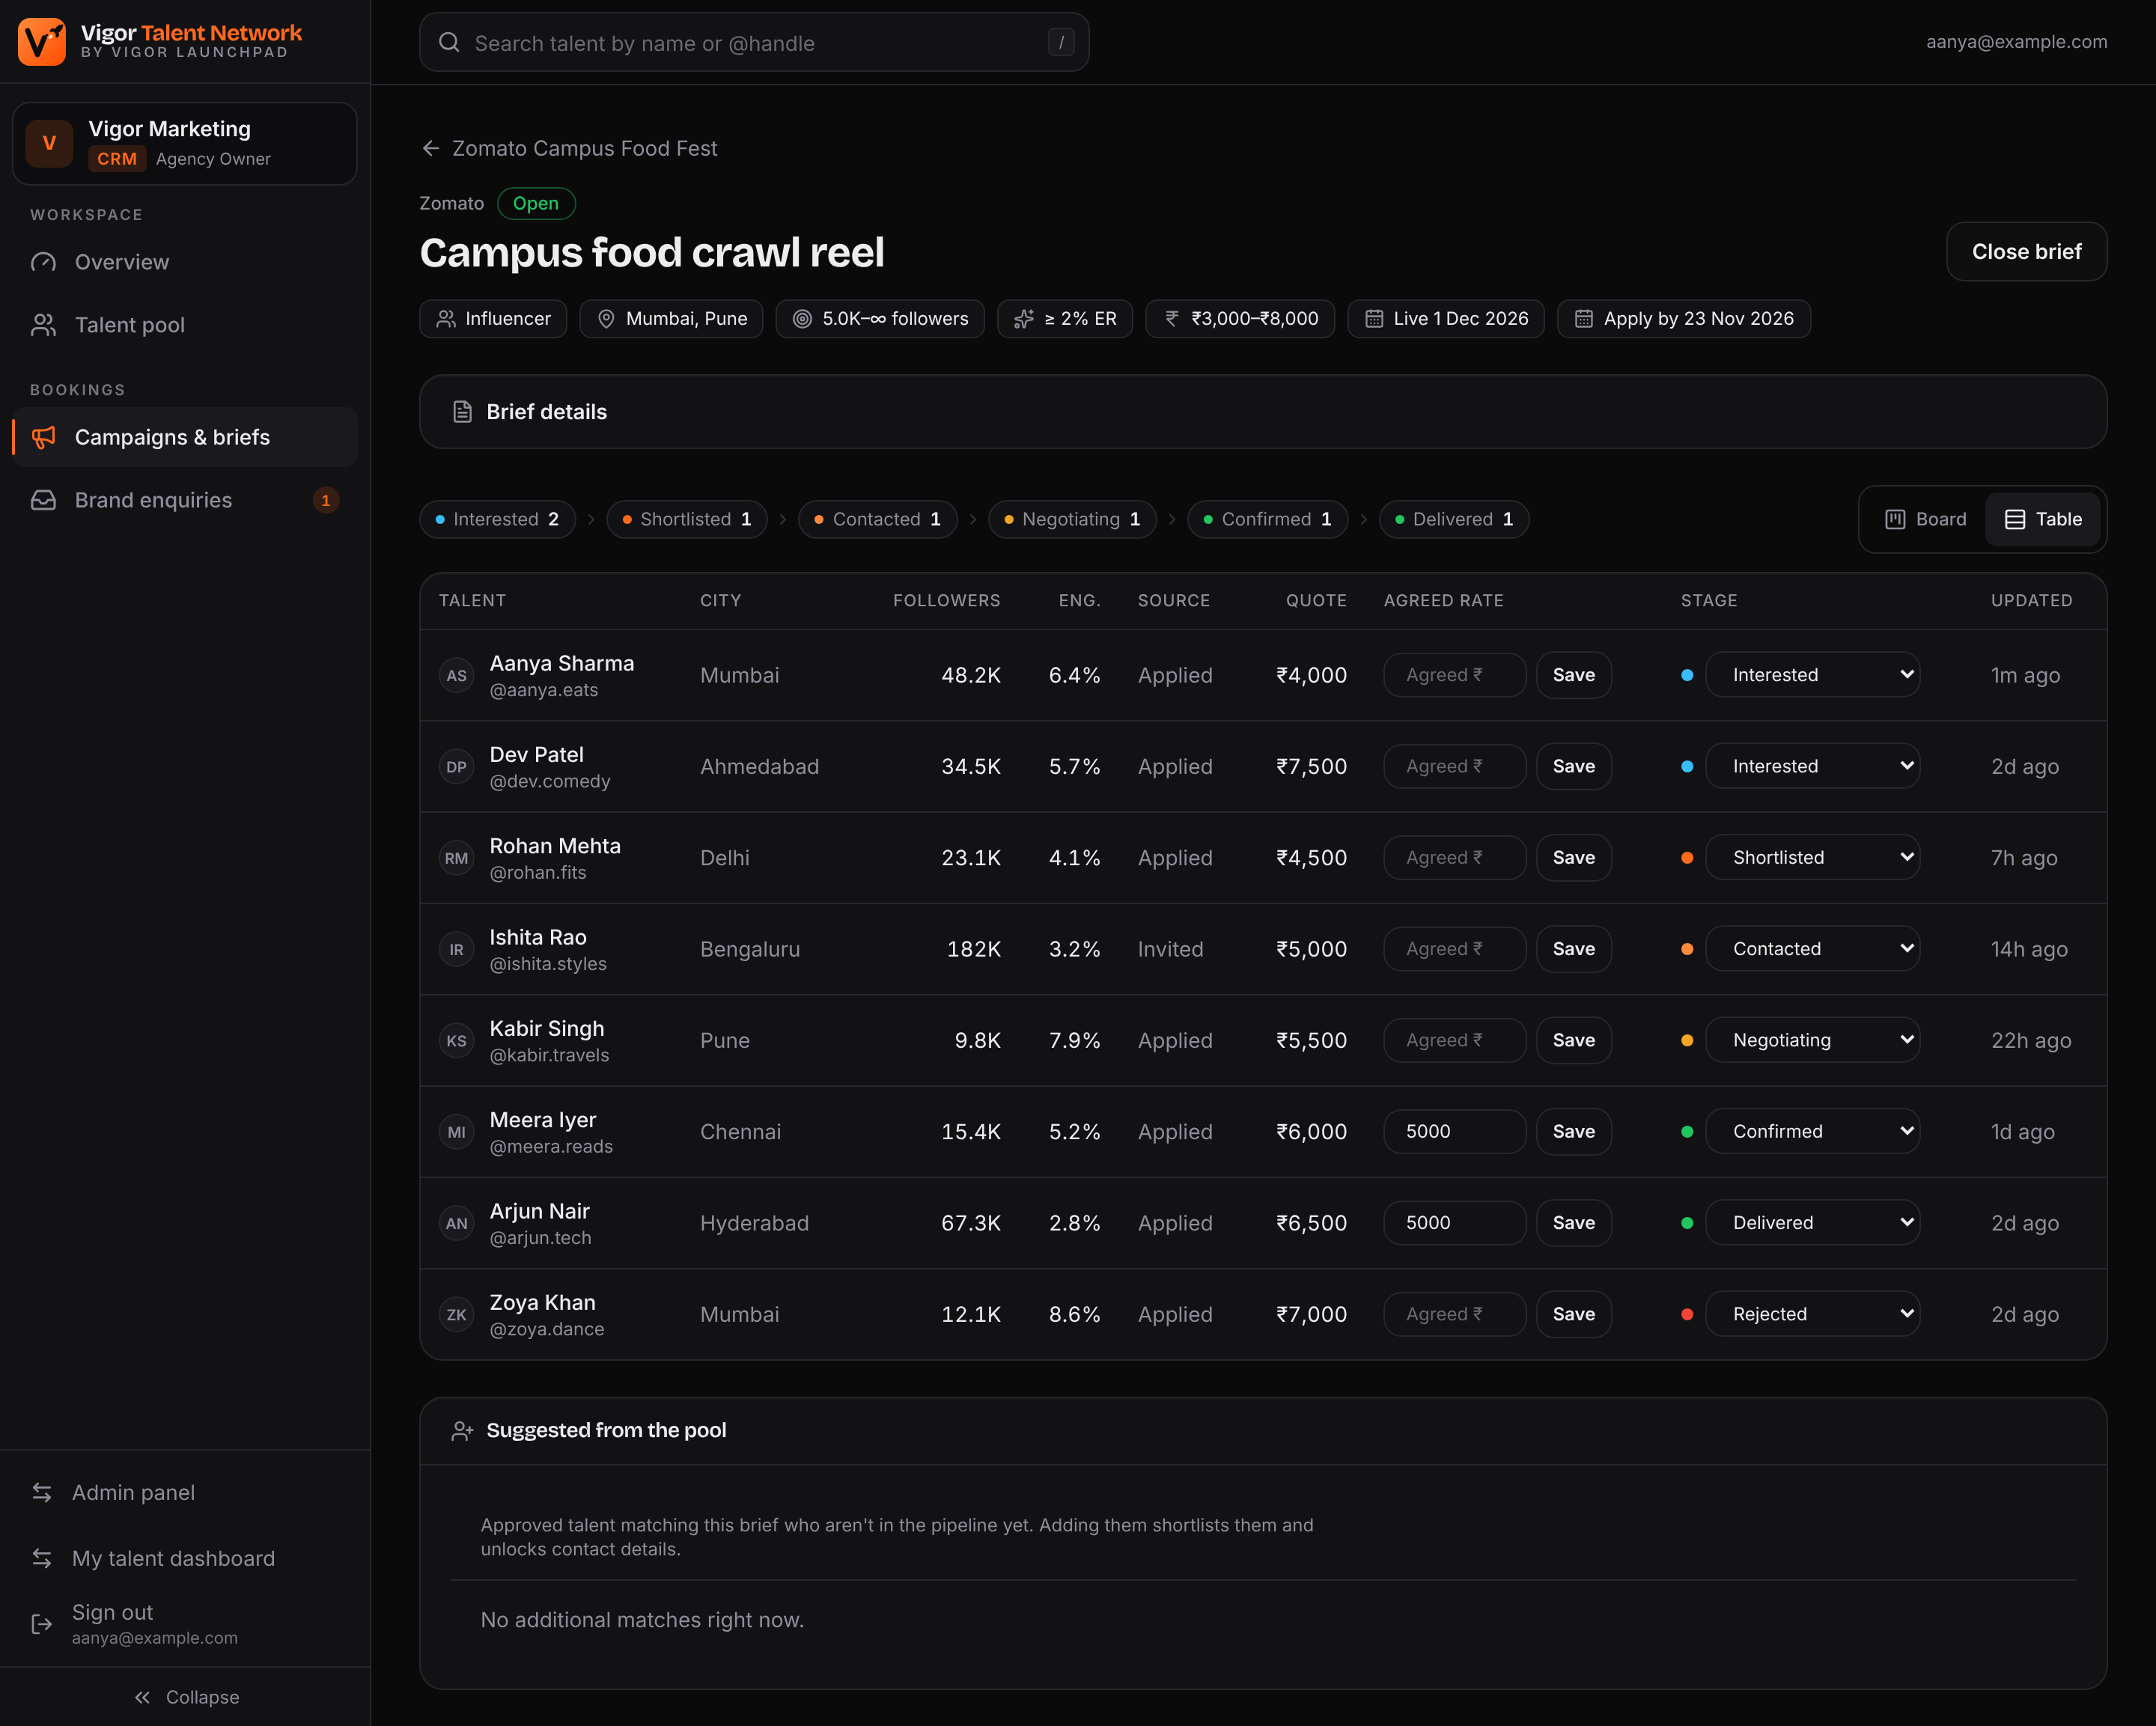 Vigor Talent Network
BY VIGOR LAUNCHPAD
Search talent by name or @handle
/
aanya@example.com
V
Vigor Marketing
CRM Agency Owner
WORKSPACE
Overview
Talent pool
BOOKINGS
Campaigns & briefs
Brand enquiries 1
Admin panel
My talent dashboard
Sign out
aanya@example.com
Collapse
Zomato Campus Food Fest
Zomato Open
Campus food crawl reel
Close brief
Influencer
Mumbai, Pune
5.0K–∞ followers
≥ 2% ER
₹3,000–₹8,000
Live 1 Dec 2026
Apply by 23 Nov 2026
Brief details
Interested 2
Shortlisted 1
Contacted 1
Negotiating 1
Confirmed 1
Delivered 1
Board
Table
TALENT CITY FOLLOWERS ENG. SOURCE QUOTE AGREED RATE STAGE UPDATED
AS Aanya Sharma @aanya.eats Mumbai 48.2K 6.4% Applied ₹4,000 Agreed ₹ Save Interested 1m ago
DP Dev Patel @dev.comedy Ahmedabad 34.5K 5.7% Applied ₹7,500 Agreed ₹ Save Interested 2d ago
RM Rohan Mehta @rohan.fits Delhi 23.1K 4.1% Applied ₹4,500 Agreed ₹ Save Shortlisted 7h ago
IR Ishita Rao @ishita.styles Bengaluru 182K 3.2% Invited ₹5,000 Agreed ₹ Save Contacted 14h ago
KS Kabir Singh @kabir.travels Pune 9.8K 7.9% Applied ₹5,500 Agreed ₹ Save Negotiating 22h ago
MI Meera Iyer @meera.reads Chennai 15.4K 5.2% Applied ₹6,000 5000 Save Confirmed 1d ago
AN Arjun Nair @arjun.tech Hyderabad 67.3K 2.8% Applied ₹6,500 5000 Save Delivered 2d ago
ZK Zoya Khan @zoya.dance Mumbai 12.1K 8.6% Applied ₹7,000 Agreed ₹ Save Rejected 2d ago
Suggested from the pool
Approved talent matching this brief who aren't in the pipeline yet. Adding them shortlists them and
unlocks contact details.
No additional matches right now.